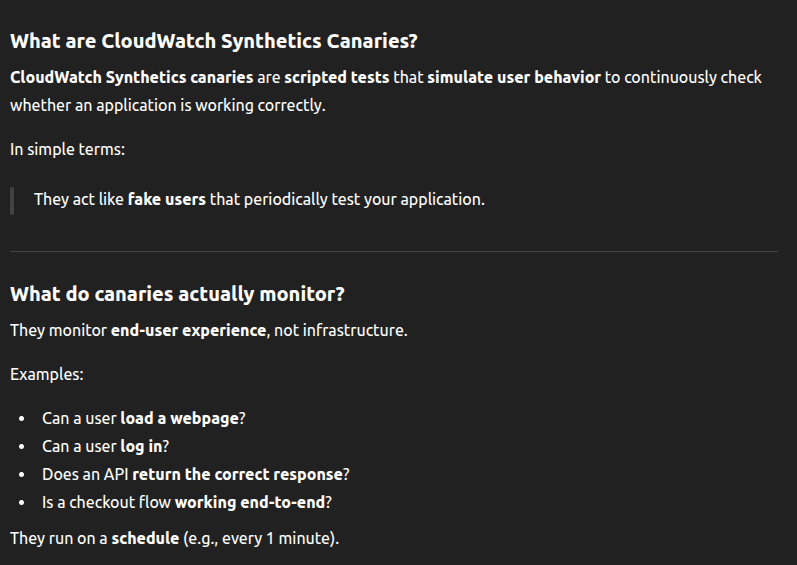 What are CloudWatch Synthetics Canaries?
CloudWatch Synthetics canaries are scripted tests that simulate user behavior to continuously check
whether an application is working correctly.
In simple terms:
They act like fake users that periodically test your application.
What do canaries actually monitor?
They monitor end-user experience, not infrastructure.
Examples:
• Can a user load a webpage?
• Can a user log in?
• Does an API return the correct response?
• Is a checkout flow working end-to-end?
They run on a schedule (e.g., every 1 minute).